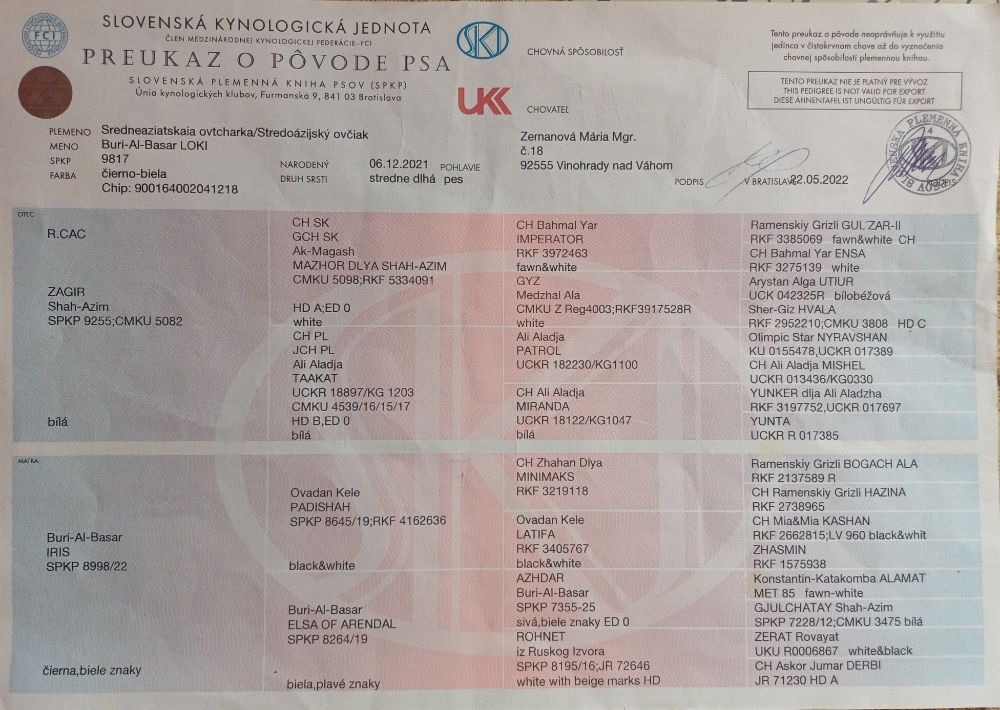 SLOVENSKÁ KYNOLOGICKÁ JEDNOTA
ČLEN MEDZINÁRODNEJ KYNOLOGICKEJ FEDERÁCIE-FCI
PREUKAZ O PÔVODE PSA
SLOVENSKÁ PLEMENNÁ KNIHA PSOV (SPKP)
Únia kynologických klubov, Furmanská 9, 841 03 Bratislava
FCI
SKJ
CHOVNÁ SPÔSOBILOSŤ
UKK
CHOVATEĽ
Tento preukaz o pôvode neoprávňuje k využitiu
jedinca v čistokrvnom chove až do vyznačenia
chovnej spôsobilosti plemennou knihou.
TENTO PREUKAZ NIE JE PLATNÝ PRE VÝVOZ
THIS PEDIGREE IS NOT VALID FOR EXPORT
DIESE AHNENTAFEL IST UNGÜLTIG FÜR EXPORT
PLEMENO Sredneaziatskaia ovtcharka/Stredoázijský ovčiak
MENO Buri-Al-Basar LOKI
SPKP 9817
FARBA čierno-biela
Chip: 900164002041218
NARODENÝ 06.12.2021 POHLAVIE
DRUH SRSTI stredne dlhá pes
Zemanová Mária Mgr.
č.18
92555 Vinohrady nad Váhom
PODPIS V BRATISLAVE 22.05.2022 PODPIS
OTEC
R.CAC
ZAGIR
Shah-Azim
SPKP 9255;CMKU 5082
bílá
CH SK
GCH SK
Ak-Magash
MAZHOR DLYA SHAH-AZIM
CMKU 5098;RKF 5334091
HD A;ED 0
white
CH PL
JCH PL
Ali Aladja
TAAKAT
UCKR 18897/KG 1203
CMKU 4539/16/15/17
HD B,ED 0
bílá
CH Bahmal Yar
IMPERATOR
RKF 3972463
fawn&white
GYZ
Medzhal Ala
CMKU Z Reg4003;RKF3917528R
white
Ali Aladja
PATROL
UCKR 182230/KG1100
CH Ali Aladja
MIRANDA
UCKR 18122/KG1047
bílá
Ramenskiy Grizli GUL'ZAR-II
RKF 3385069 fawn&white CH
CH Bahmal Yar ENSA
RKF 3275139 white
Arystan Alga UTIUR
UCK 042325R bílobéžová
Sher-Giz HVALA
RKF 2952210;CMKU 3808 HD C
Olimpic Star NYRAVSHAN
KU 0155478,UCKR 017389
CH Ali Aladja MISHEL
UCKR 013436/KG0330
YUNKER dlja Ali Aladzha
RKF 3197752,UCKR 017697
YUNTA
UCKR R 017385
MATKA
Buri-Al-Basar
IRIS
SPKP 8998/22
čierna,biele znaky
Ovadan Kele
PADISHAH
SPKP 8645/19;RKF 4162636
black&white
Buri-Al-Basar
ELSA OF ARENDAL
SPKP 8264/19
biela,plavé znaky
CH Zhahan Dlya
MINIMAKS
RKF 3219118
Ovadan Kele
LATIFA
RKF 3405767
black&white
AZHDAR
Buri-Al-Basar
SPKP 7355-25
sivá,biele znaky ED 0
ROHNET
iz Ruskog Izvora
SPKP 8195/16;JR 72646
white with beige marks HD
Ramenskiy Grizli BOGACH ALA
RKF 2137589 R
CH Ramenskiy Grizli HAZINA
RKF 2738965
CH Mia&Mia KASHAN
RKF 2662815;LV 960 black&whit
ZHASMIN
RKF 1575938
Konstantin-Katakomba ALAMAT
MET 85 fawn-white
GJULCHATAY Shah-Azim
SPKP 7228/12;CMKU 3475 bílá
ZERAT Rovayat
UKU R0006867 white&black
CH Askor Jumar DERBI
JR 71230 HD A